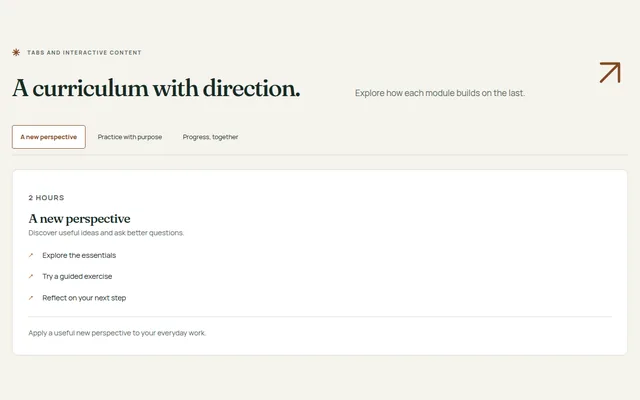 TABS AND INTERACTIVE CONTENT
A curriculum with direction.
Explore how each module builds on the last.
A new perspective
Practice with purpose
Progress, together
2 HOURS
A new perspective
Discover useful ideas and ask better questions.
Explore the essentials
Try a guided exercise
Reflect on your next step
Apply a useful new perspective to your everyday work.